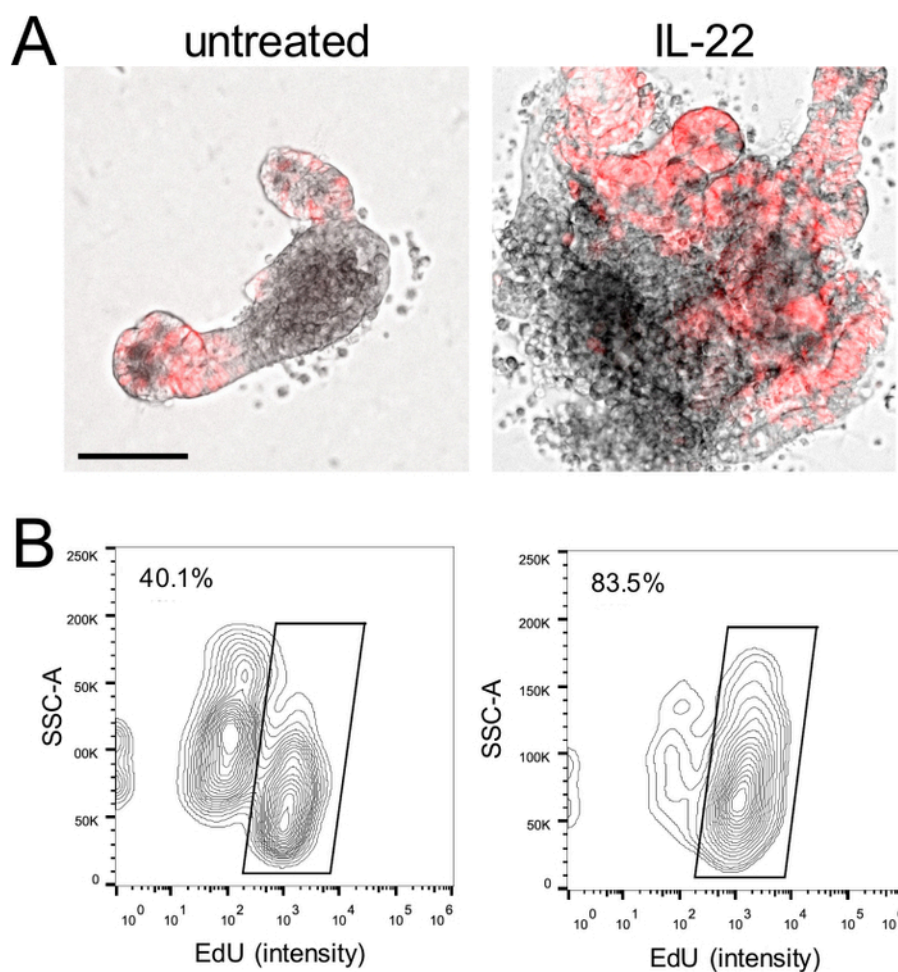 A
untreated
IL-22
B
40.1%
250K
200K
50K
00K
50K
0
SSC-A
10^0 10^1 10^2 10^3 10^4 10^5 10^6
EdU (intensity)
83.5%
250K
200K
150K
100K
50K
0
SSC-A
10^0 10^1 10^2 10^3 10^4 10^5 10^
EdU (intensity)